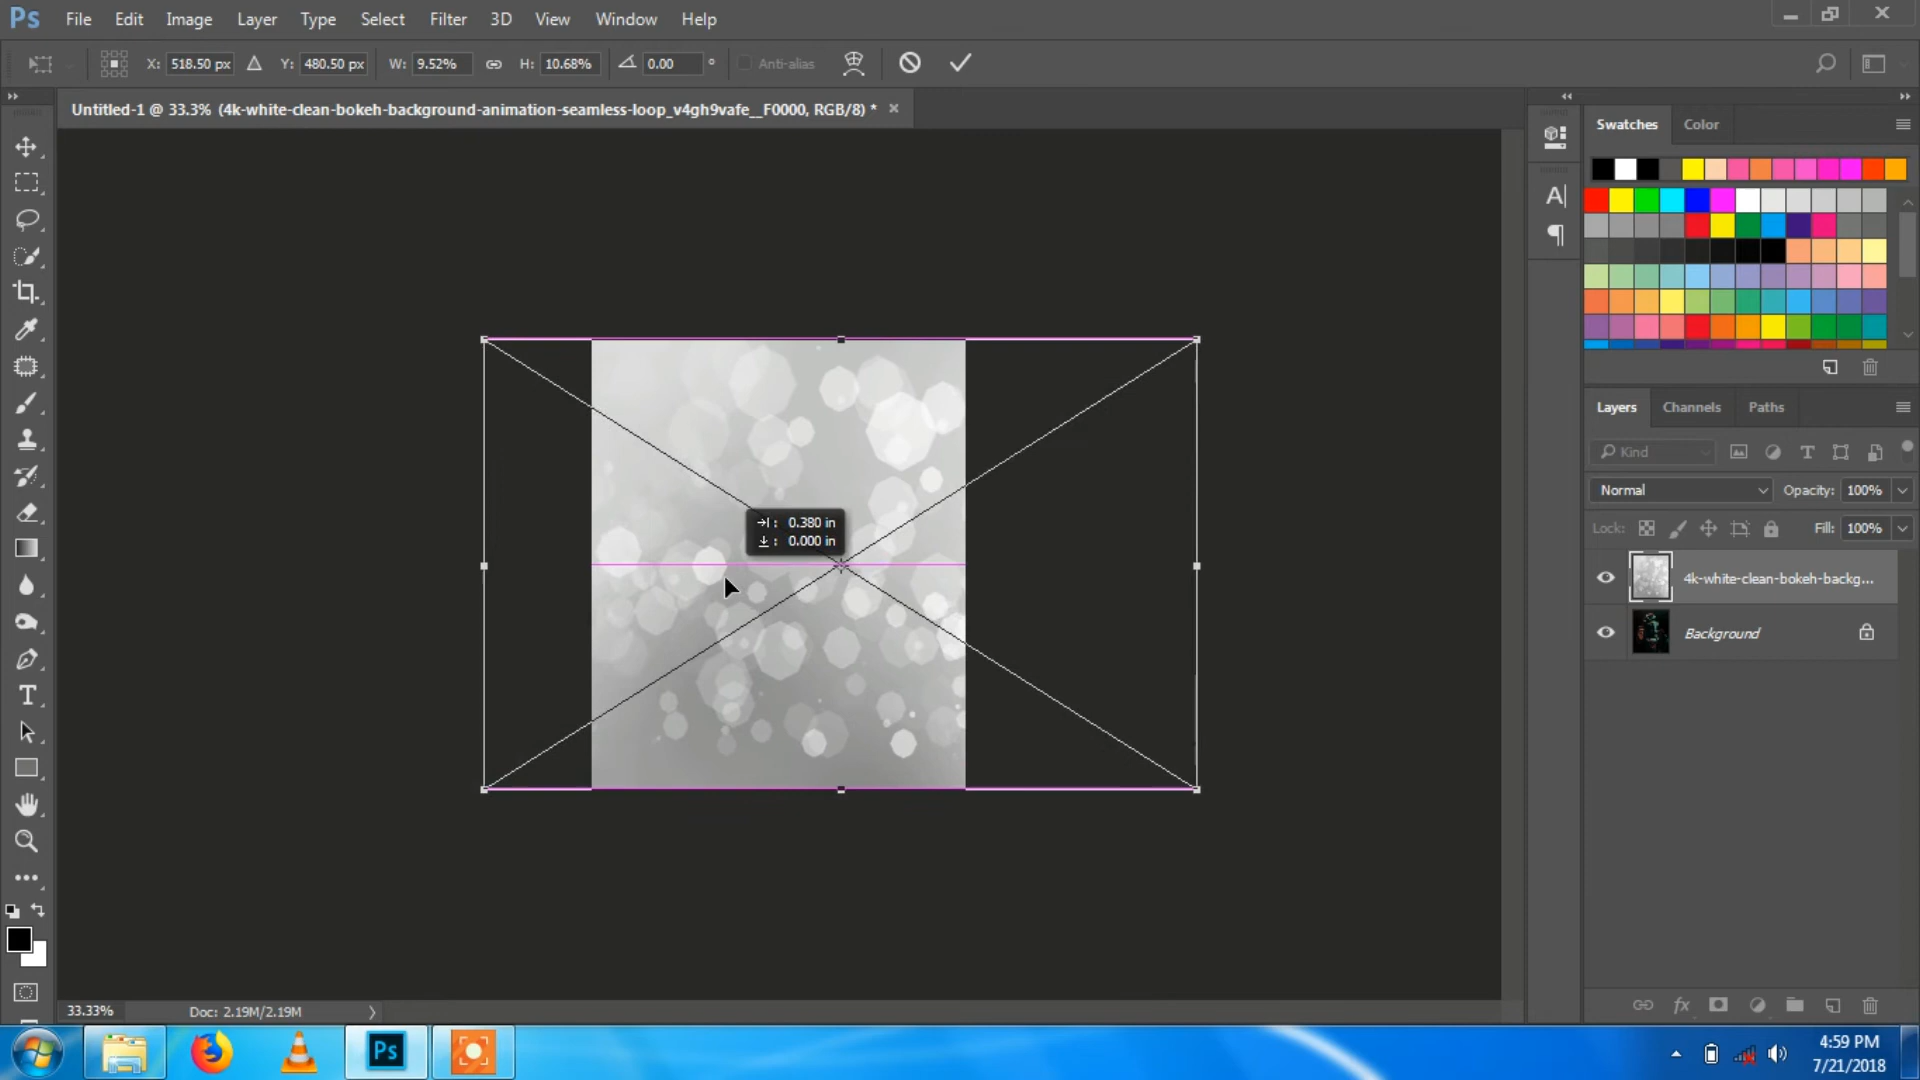 Ps File Edit Image Layer Type Select Filter 3D View Window Help
X: 518.50 px Y: 480.50 px W: 9.52% H: 10.68% 0.00 ° Anti-alias
Untitled-1 @ 33.3% (4k-white-clean-bokeh-background-animation-seamless-loop_v4gh9vafe__F0000, RGB/8) * ×
Swatches Color
Layers Channels Paths
Kind
Normal Opacity: 100%
Lock: Fill: 100%
4k-white-clean-bokeh-backg...
Background
: 0.380 in
: 0.000 in
33.33% Doc: 2.19M/2.19M
Ps
4:59 PM
7/21/2018